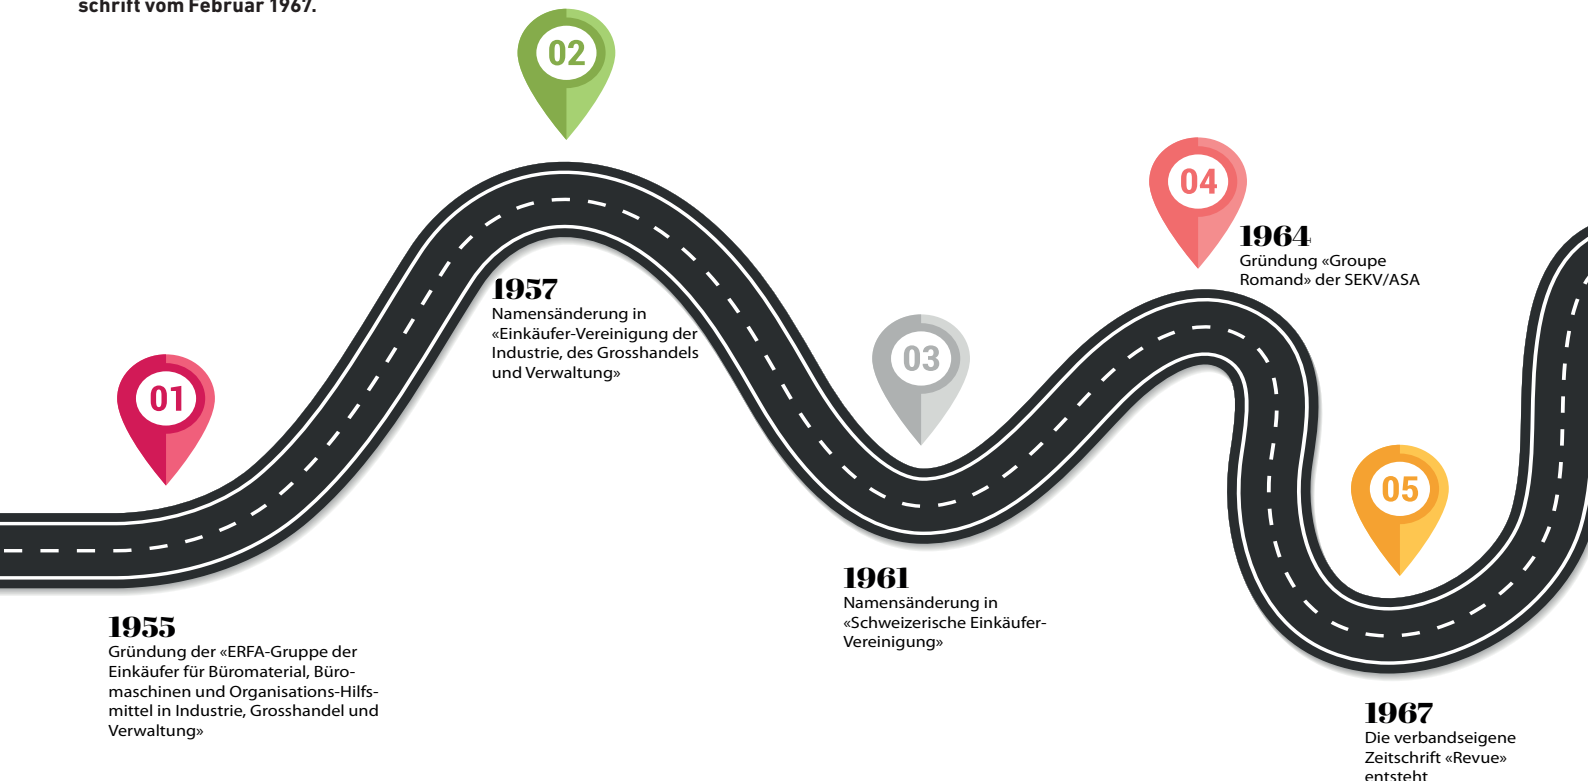 schrift vom Februar 1967.
02
04
1964
Gründung «Groupe
Romand» der SEKV/ASA
1957
Namensänderung in
«Einkäufer-Vereinigung der
Industrie, des Grosshandels
und Verwaltung»
03
01
05
1961
Namensänderung in
«Schweizerische Einkäufer-
Vereinigung»
1955
Gründung der «ERFA-Gruppe der
Einkäufer für Büromaterial, Büro-
maschinen und Organisations-Hilfs-
mittel in Industrie, Grosshandel und
Verwaltung»
1967
Die verbandseigene
Zeitschrift «Revue»
entsteht